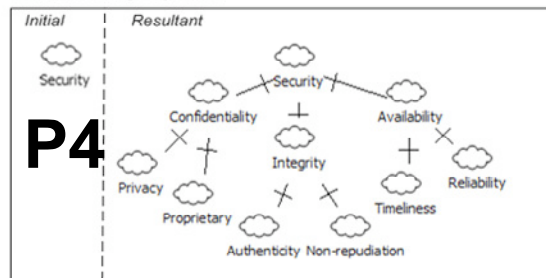 Initial
Resultant
Security
Security
Confidentiality
Availability
P4
Integrity
Privacy
Reliability
Proprietary
Timeliness
Authenticity
Non-repudiation